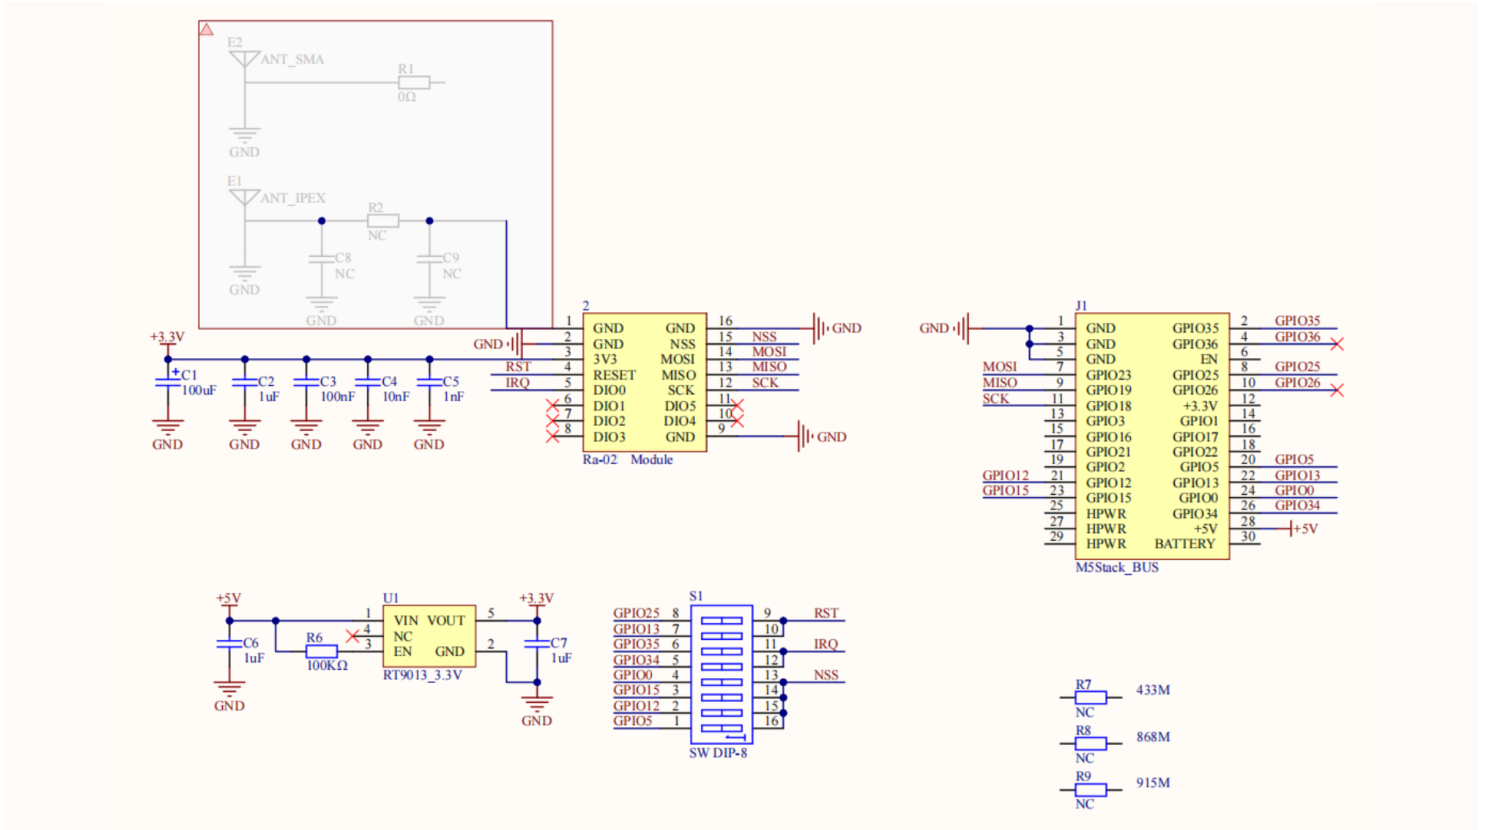 E2
ANT_SMA
R1
0Ω
GND
E1
ANT_IPEX
R2
NC
C8
NC
C9
NC
GND
GND
GND
+3.3V
C1
100uF
C2
1uF
C3
100nF
C4
10nF
C5
1nF
GND
GND
GND
GND
GND
2
GND
RST
IRQ
1 GND GND 16
2 GND NSS 15
3 3V3 MOSI 14
4 RESET MISO 13
5 DIO0 SCK 12
6 DIO1 DIO5 11
7 DIO2 DIO4 10
8 DIO3 GND 9
GND
NSS
MOSI
MISO
SCK
GND
Ra-02 Module
J1
GND
1 GND GPIO35 2 GPIO35
3 GND GPIO36 4 GPIO36
5 GND EN 6
MOSI 7 GPIO23 GPIO25 8 GPIO25
MISO 9 GPIO19 GPIO26 10 GPIO26
SCK 11 GPIO18 +3.3V 12
13 GPIO3 GPIO1 14
15 GPIO16 GPIO17 16
17 GPIO21 GPIO22 18
19 GPIO2 GPIO5 20 GPIO5
GPIO12 21 GPIO12 GPIO13 22 GPIO13
GPIO15 23 GPIO15 GPIO0 24 GPIO0
25 HPWR GPIO34 26 GPIO34
27 HPWR +5V 28 +5V
29 HPWR BATTERY 30
M5Stack_BUS
+5V
C6
1uF
GND
R6
100KΩ
U1
1 VIN VOUT 5
4 NC
3 EN GND 2
RT9013_3.3V
+3.3V
C7
1uF
GND
S1
GPIO25 8 9 RST
GPIO13 7 10
GPIO35 6 11 IRQ
GPIO34 5 12
GPIO0 4 13 NSS
GPIO15 3 14
GPIO12 2 15
GPIO5 1 16
SW DIP-8
R7 433M
NC
R8 868M
NC
R9 915M
NC